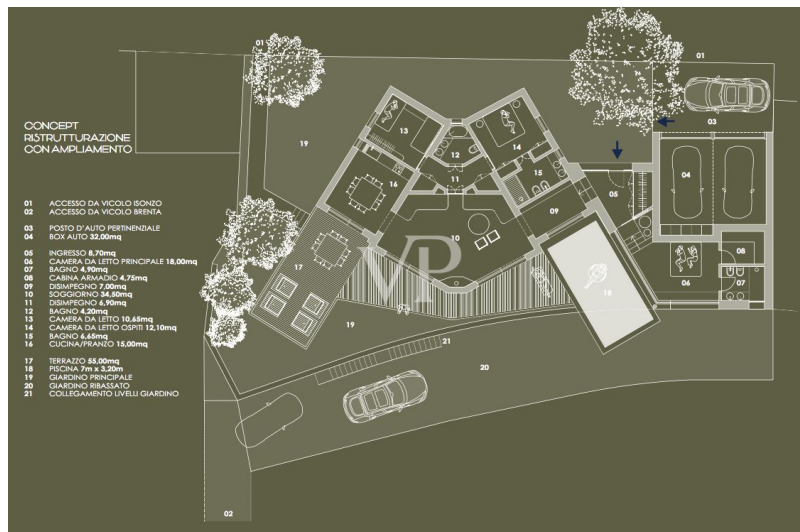 CONCEPT
RISTRUTTURAZIONE
CON AMPLIAMENTO
01 ACCESSO DA VICOLO ISONZO
02 ACCESSO DA VICOLO BRENTA
03 POSTO D'AUTO PERTINENZIALE
04 BOX AUTO 32,00mq
05 INGRESSO 8,70mq
06 CAMERA DA LETTO PRINCIPALE 18,00mq
07 BAGNO 4,90mq
08 CABINA ARMADIO 4,75mq
09 DISIMPEGNO 7,00mq
10 SOGGIORNO 34,50mq
11 DISIMPEGNO 6,90mq
12 BAGNO 4,20mq
13 CAMERA DA LETTO 10,65mq
14 CAMERA DA LETTO OSPITI 12,10mq
15 BAGNO 6,65mq
16 CUCINA/PRANZO 15,00mq
17 TERRAZZO 55,00mq
18 PISCINA 7m x 3,20m
19 GIARDINO PRINCIPALE
20 GIARDINO RIBASSATO
21 COLLEGAMENTO LIVELLI GIARDINO
01
01
03
13
12
14
19
04
16
11
15
05
09
10
VP
17
08
18
06
07
19
21
20
02